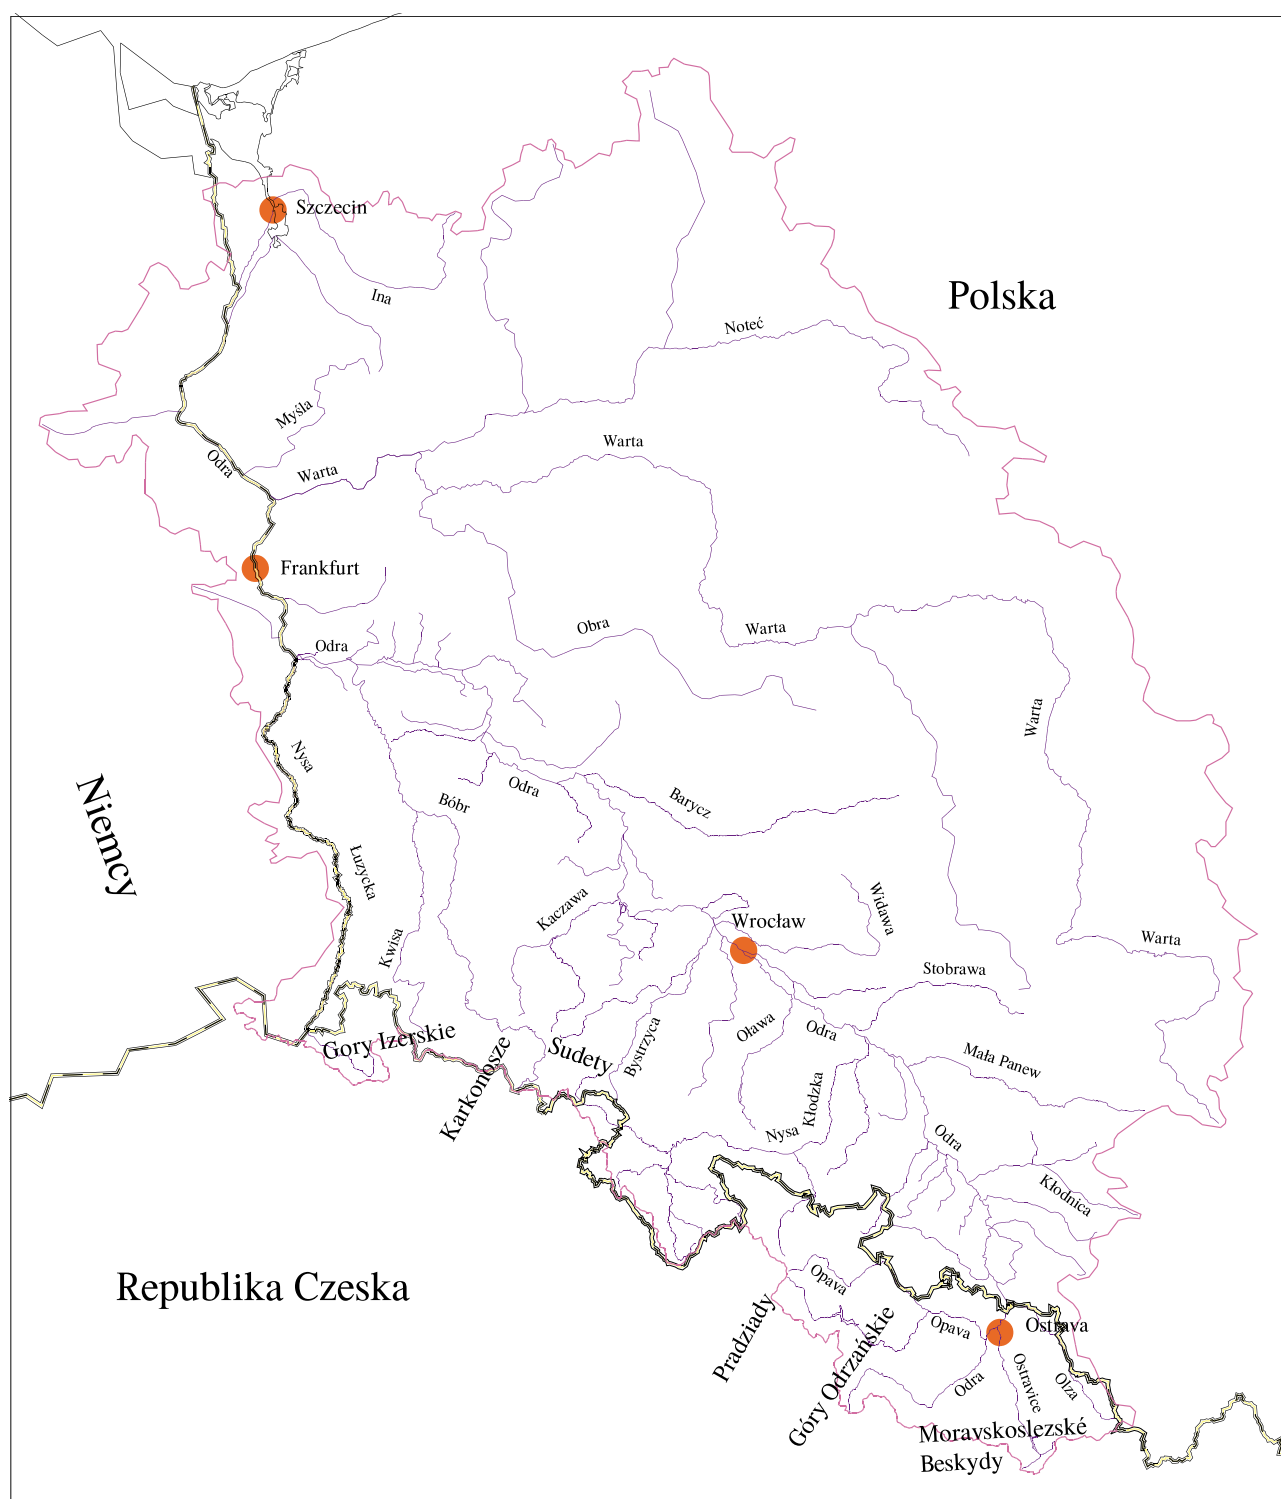 Szczecin
Polska
Ina
Noteć
Myśla
Warta
Odra
Warta
Frankfurt
Obra
Warta
Odra
Warta
Nysa
Niemcy
Odra
Bóbr
Barycz
Łuzycka
Kaczawa
Widawa
Wrocław
Kwisa
Warta
Stobrawa
Gory Izerskie
Karkonosze
Sudety
Bystrzyca
Oława
Odra
Mała Panew
Kłodzka
Nysa
Odra
Kłodnica
Republika Czeska
Opava
Pradziady
Góry Odrzańskie
Opava
Ostrava
Odra
Ostravice
Olza
Moravskoslezské
Beskydy